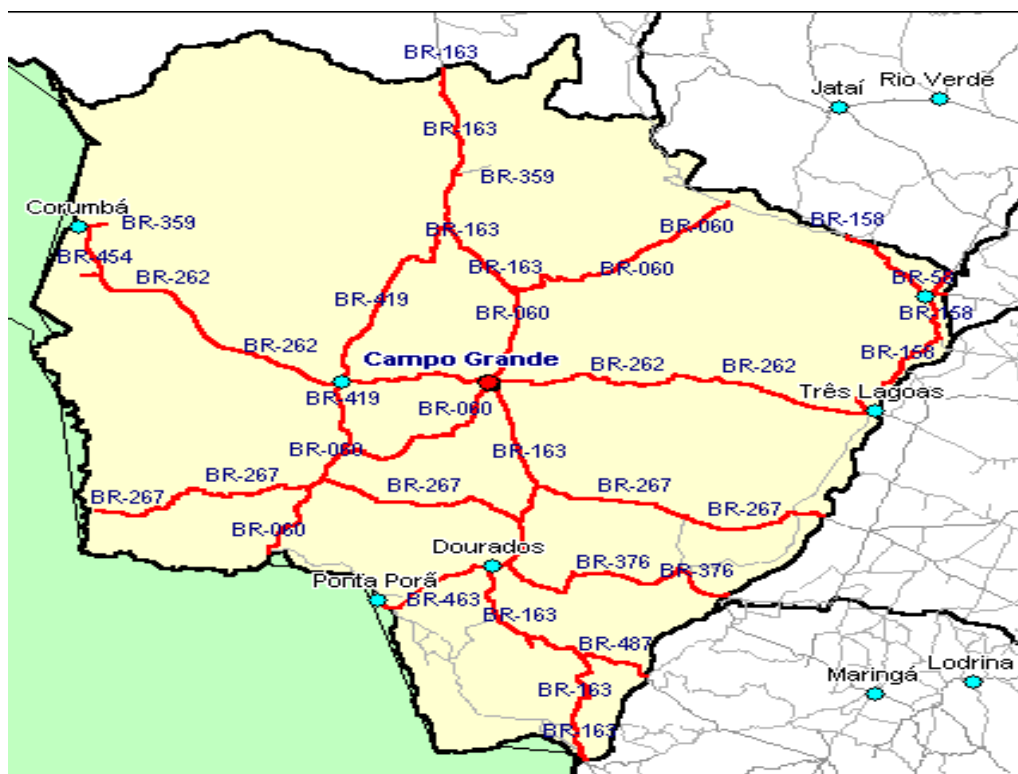 BR-163
Rio Verde
Jataí
BR-163
BR-359
Corumbá
BR-359
BR-163
BR-060
BR-158
BR-454
BR-262
BR-163
BR-060
BR-419
BR-060
BR-158
BR-262
Campo Grande
BR-262
BR-262
BR-158
BR-419
BR-060
Três Lagoas
BR-060
BR-163
BR-267
BR-267
BR-267
BR-267
BR-267
BR-060
Dourados
BR-376
BR-376
Ponta Porã
BR-463
BR-163
BR-487
Maringá
Lodrina
BR-163
BR-163